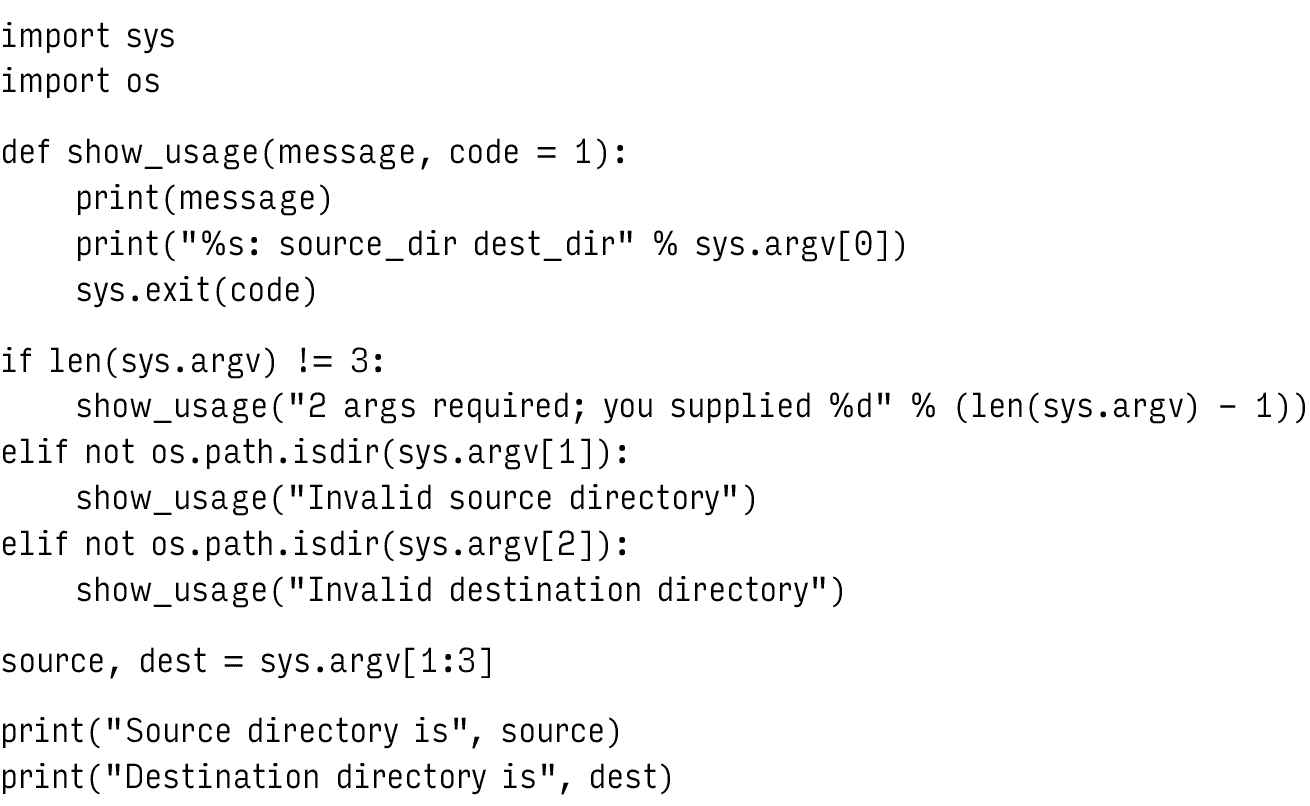 import sys
import os
def show_usage(message, code = 1):
    print(message)
    print("%s: source_dir dest_dir" % sys.argv[0])
    sys.exit(code)
if len(sys.argv) != 3:
    show_usage("2 args required; you supplied %d" % (len(sys.argv) – 1))
elif not os.path.isdir(sys.argv[1]):
    show_usage("Invalid source directory")
elif not os.path.isdir(sys.argv[2]):
    show_usage("Invalid destination directory")
source, dest = sys.argv[1:3]
print("Source directory is", source)
print("Destination directory is", dest)